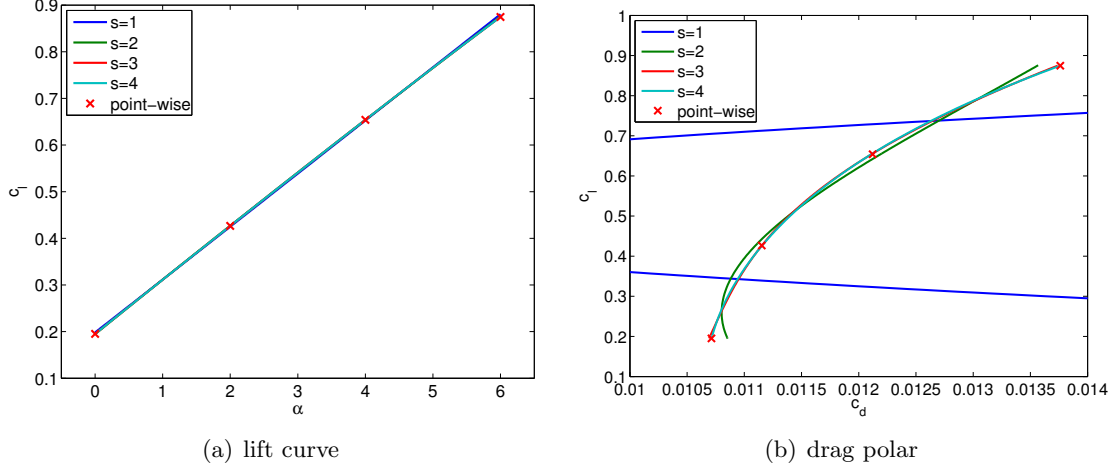 0.9
0.8
0.7
0.6
0.5
0.4
0.3
0.2
0.1
c_l
0 1 2 3 4 5 6
α
s=1
s=2
s=3
s=4
point-wise
(a) lift curve
1
0.9
0.8
0.7
0.6
0.5
0.4
0.3
0.2
0.1
c_l
0.01 0.0105 0.011 0.0115 0.012 0.0125 0.013 0.0135 0.014
c_d
s=1
s=2
s=3
s=4
point-wise
(b) drag polar